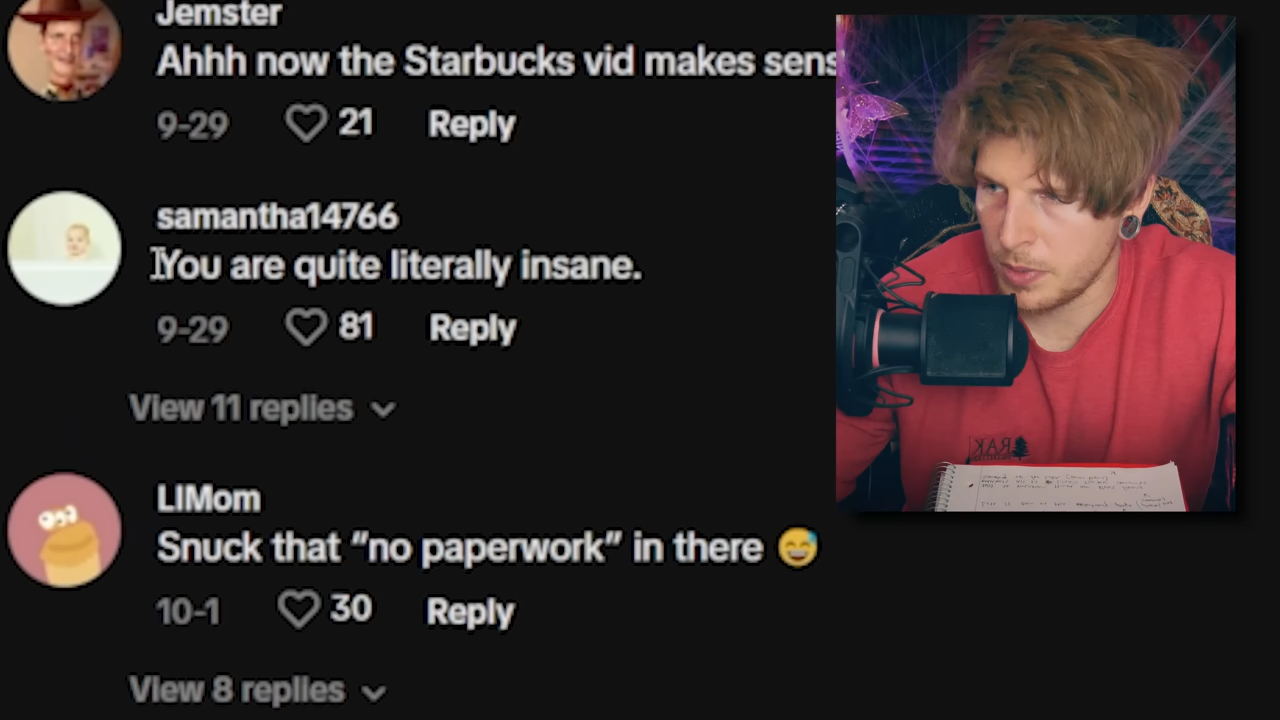 Jemster
Ahhh now the Starbucks vid makes sens
9-29 21 Reply
samantha14766
You are quite literally insane.
9-29 81 Reply
View 11 replies
LIMom
Snuck that “no paperwork” in there 😅
10-1 30 Reply
View 8 replies
RAK